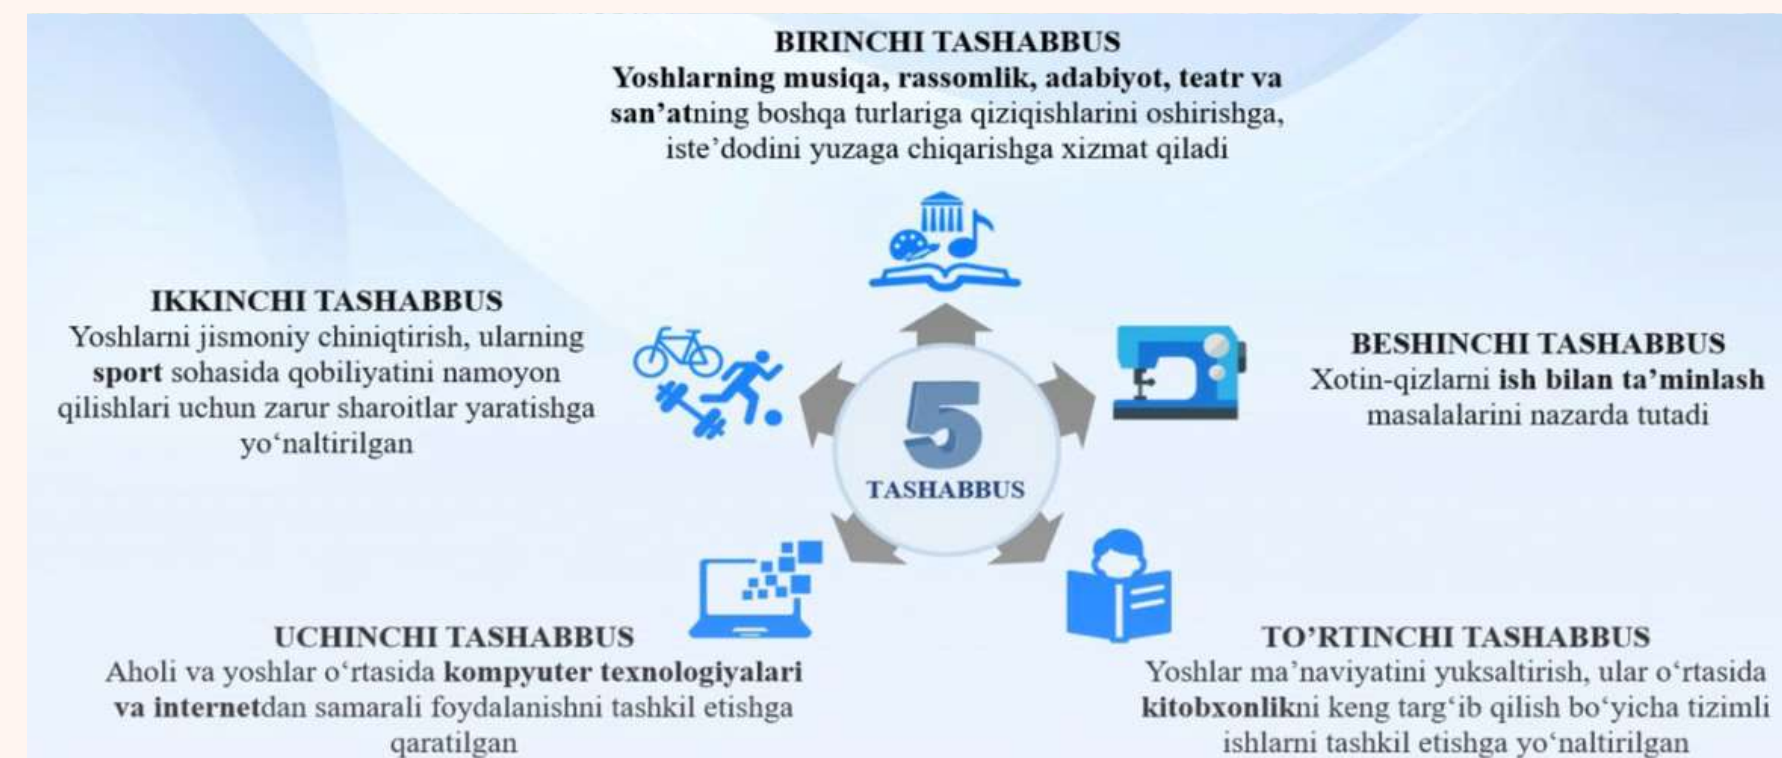 BIRINCHI TASHABBUS
Yoshlarning musiqa, rassomlik, adabiyot, teatr va
san’atning boshqa turlariga qiziqishlarini oshirishga,
iste’dodini yuzaga chiqarishga xizmat qiladi
IKKINCHI TASHABBUS
Yoshlarni jismoniy chiniqtirish, ularning
sport sohasida qobiliyatini namoyon
qilishlari uchun zarur sharoitlar yaratishga
yo‘naltirilgan
5
TASHABBUS
BESHINCHI TASHABBUS
Xotin-qizlarni ish bilan ta’minlash
masalalarini nazarda tutadi
UCHINCHI TASHABBUS
Aholi va yoshlar o‘rtasida kompyuter texnologiyalari
va internetdan samarali foydalanishni tashkil etishga
qaratilgan
TO’RTINCHI TASHABBUS
Yoshlar ma’naviyatini yuksaltirish, ular o‘rtasida
kitobxonlikni keng targ‘ib qilish bo‘yicha tizimli
ishlarni tashkil etishga yo‘naltirilgan